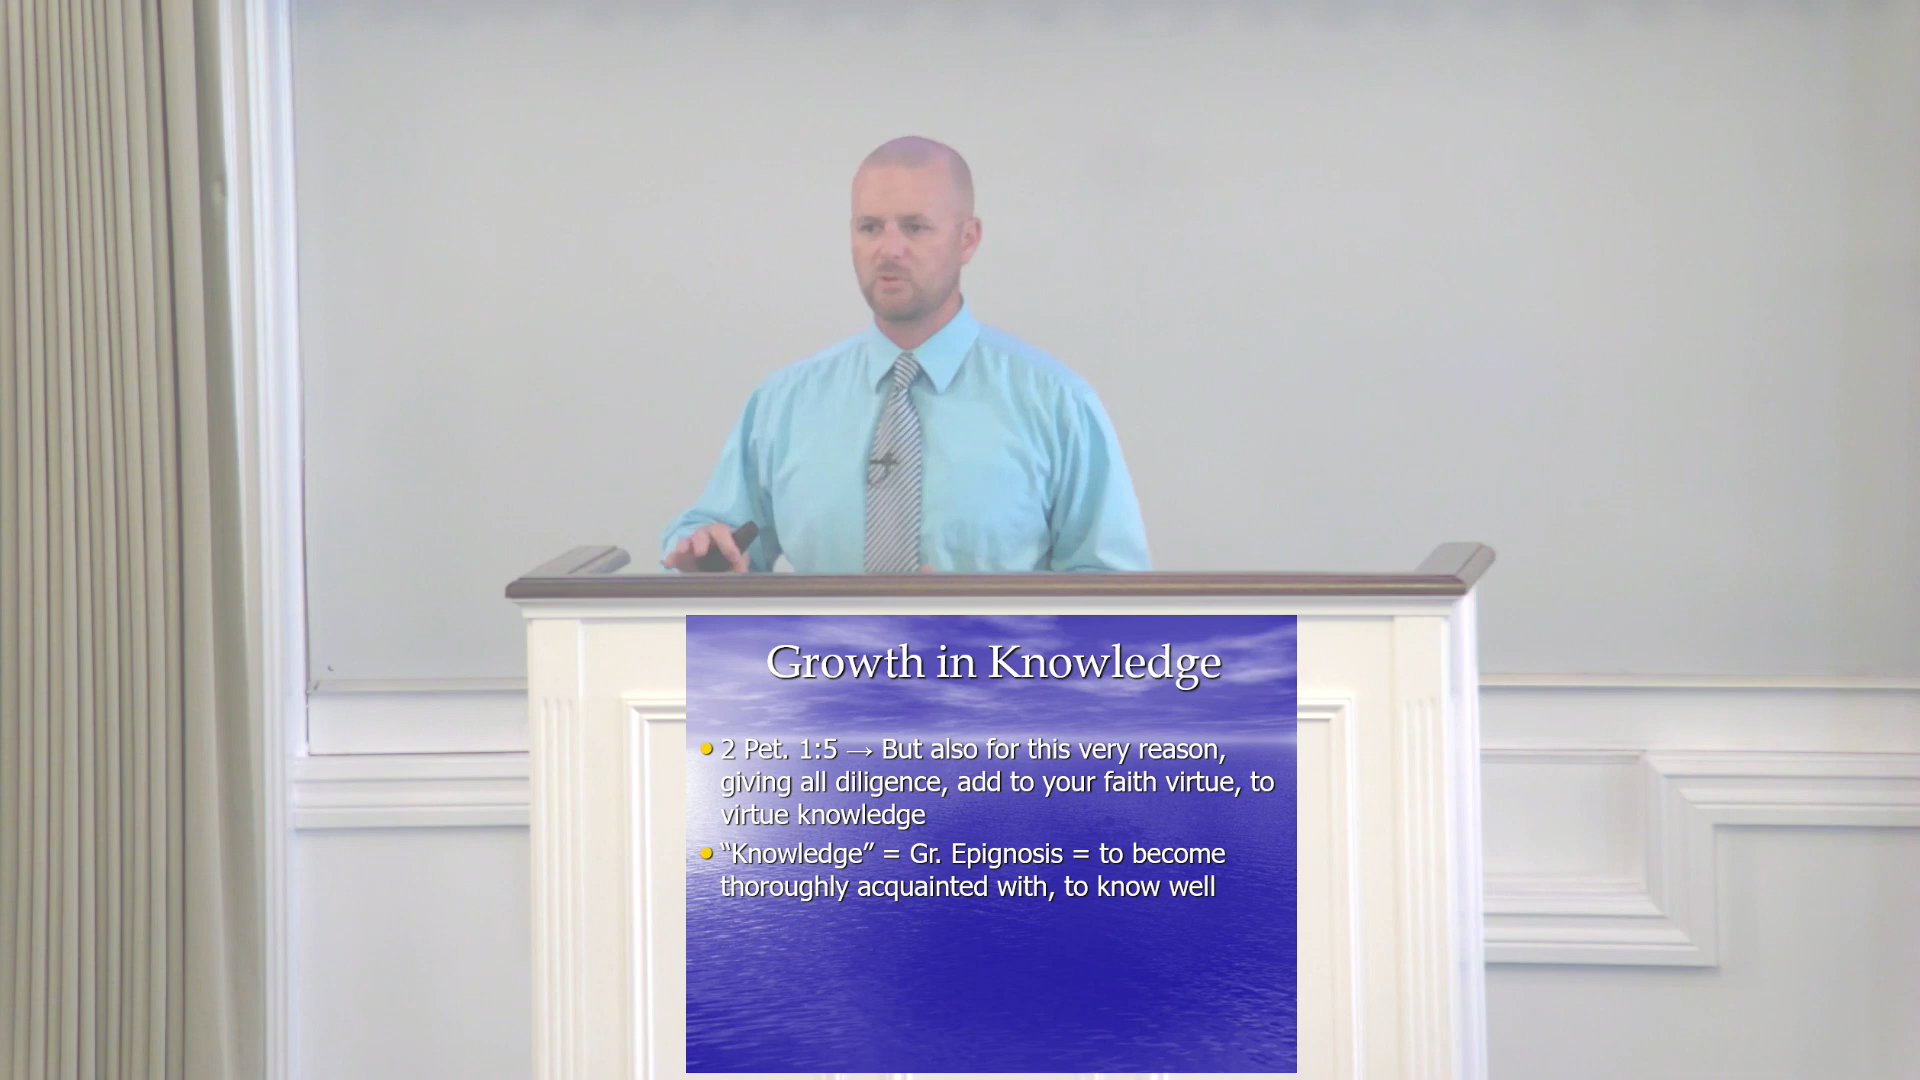 Growth in Knowledge
2 Pet. 1:5 → But also for this very reason,
giving all diligence, add to your faith virtue, to
virtue knowledge
“Knowledge” = Gr. Epignosis = to become
thoroughly acquainted with, to know well